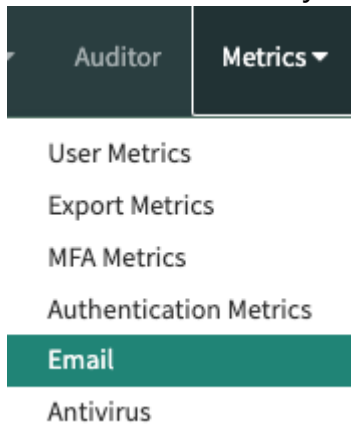 Auditor Metrics
User Metrics
Export Metrics
MFA Metrics
Authentication Metrics
Email
Antivirus